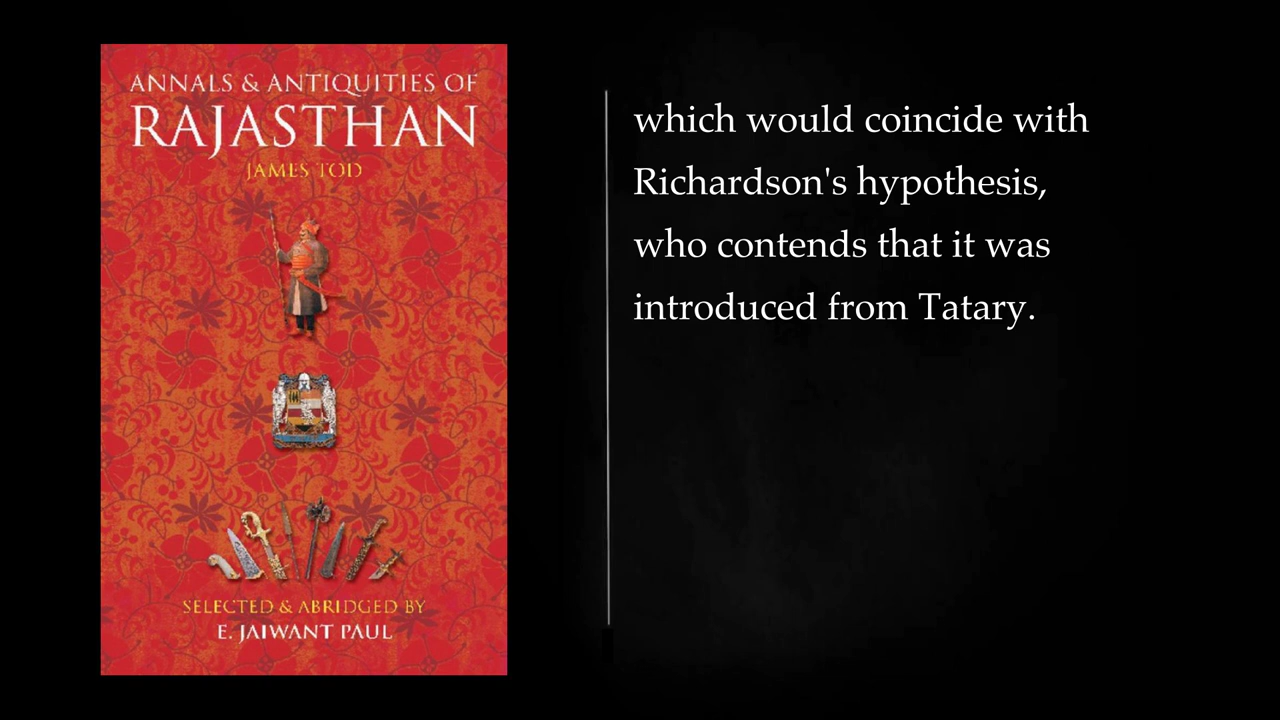 ANNALS & ANTIQUITIES OF
RAJASTHAN
JAMES TOD
SELECTED & ABRIDGED BY
E. JAIWANT PAUL
which would coincide with
Richardson's hypothesis,
who contends that it was
introduced from Tatary.